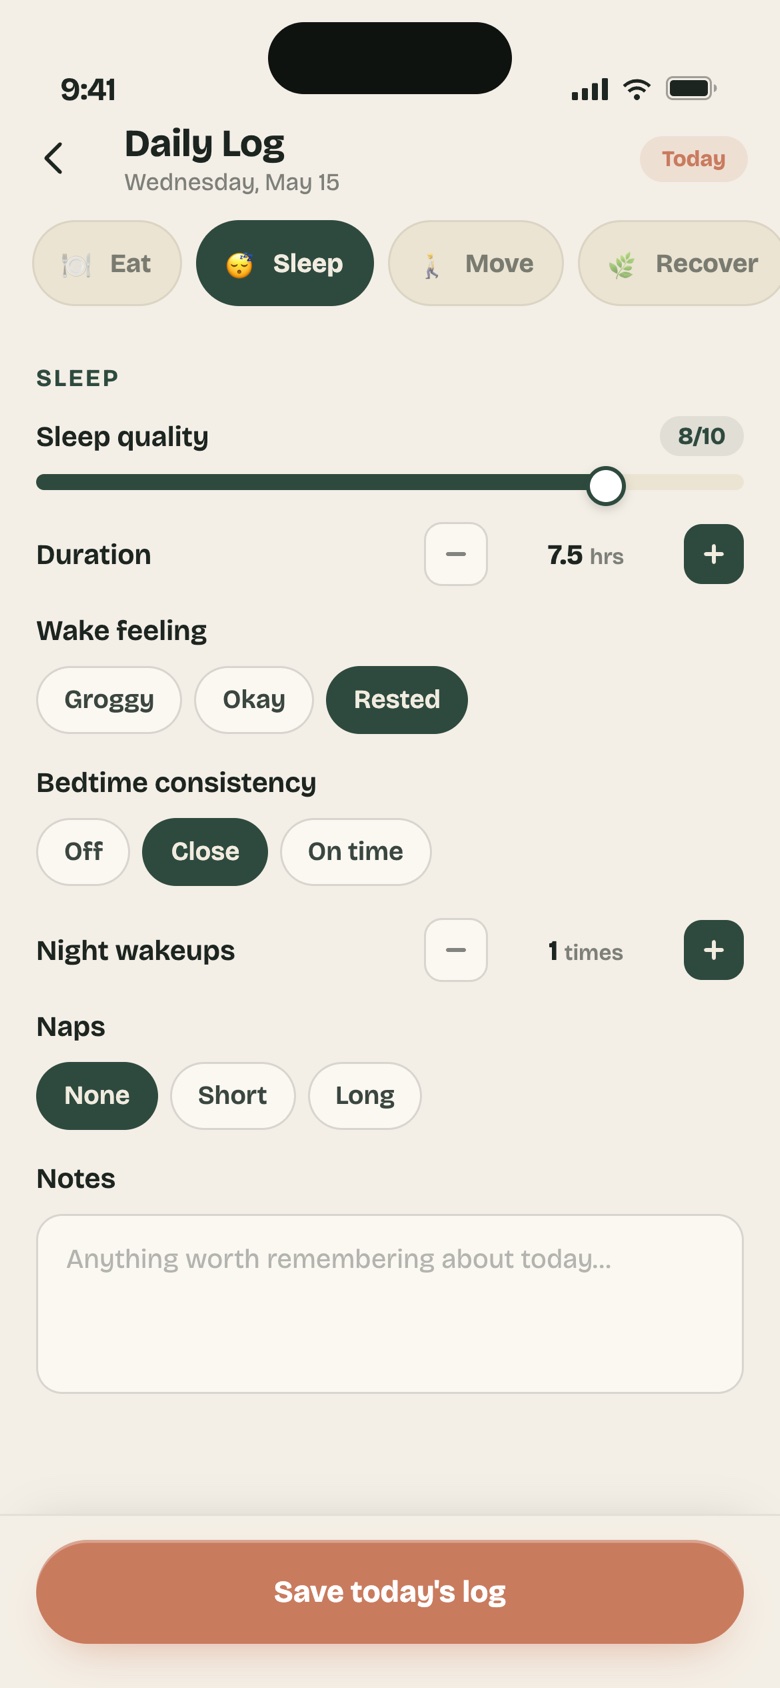 9:41
Daily Log
Wednesday, May 15
Today
Eat
Sleep
Move
Recover
SLEEP
Sleep quality
8/10
Duration
7.5 hrs
Wake feeling
Groggy
Okay
Rested
Bedtime consistency
Off
Close
On time
Night wakeups
1 times
Naps
None
Short
Long
Notes
Anything worth remembering about today...
Save today's log